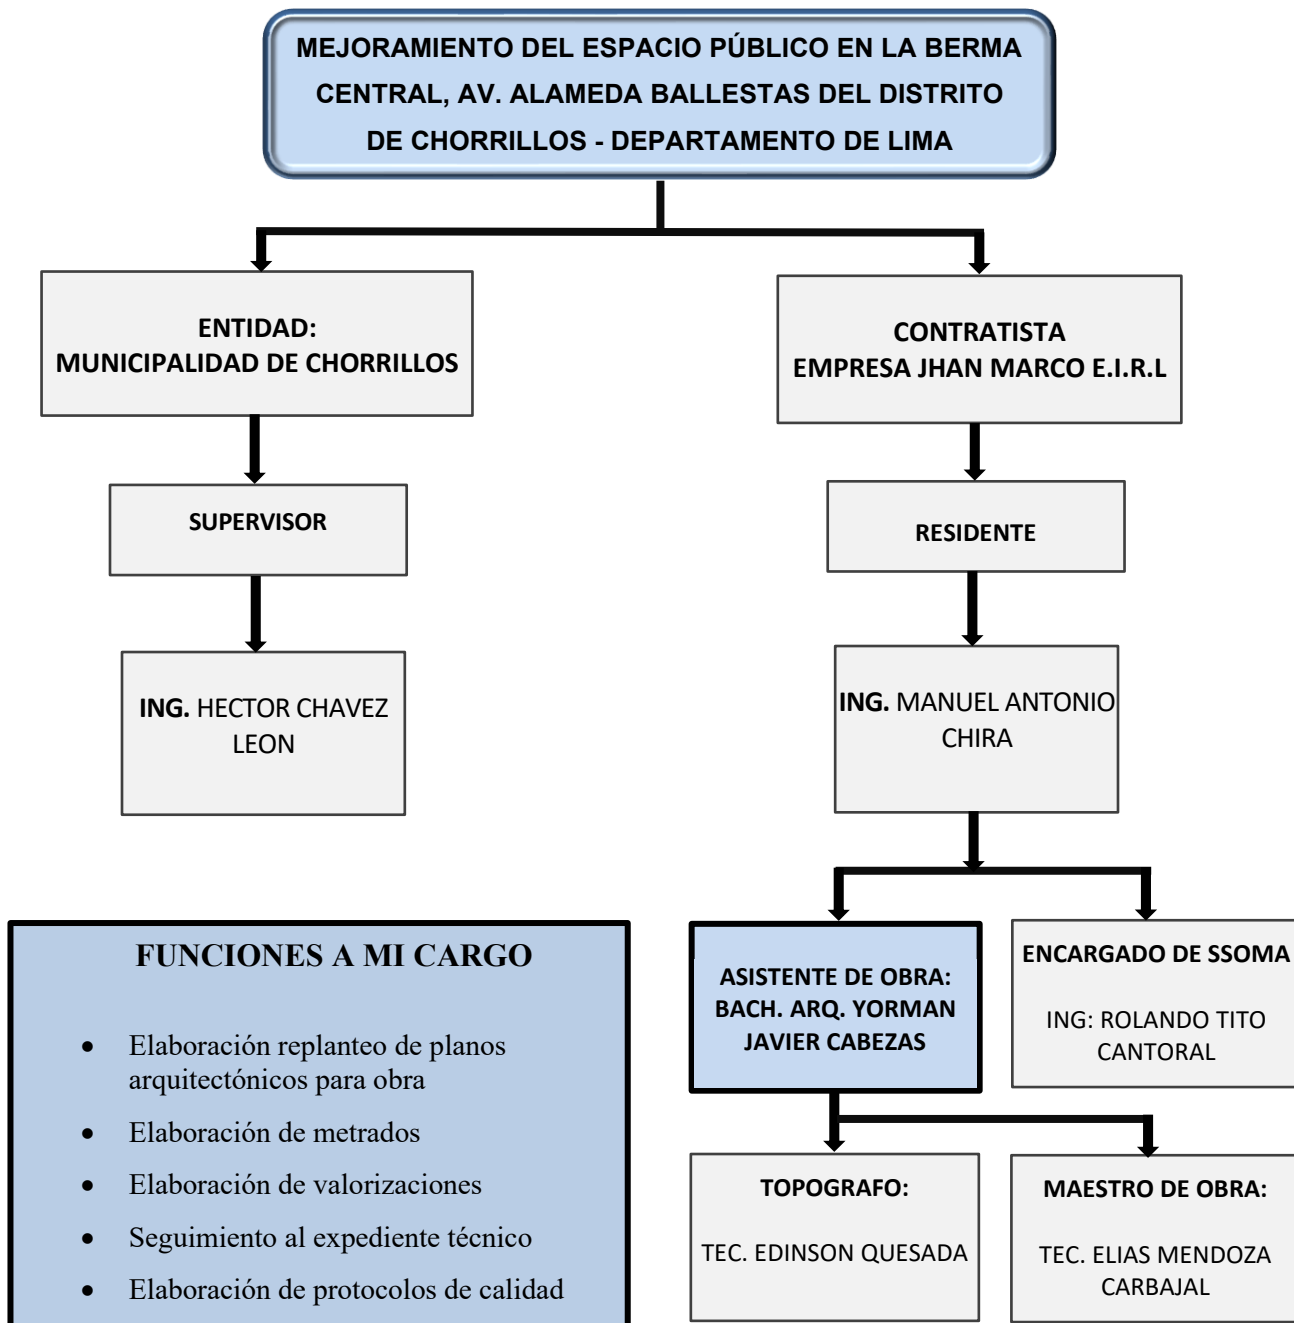 MEJORAMIENTO DEL ESPACIO PÚBLICO EN LA BERMA
CENTRAL, AV. ALAMEDA BALLESTAS DEL DISTRITO
DE CHORRILLOS - DEPARTAMENTO DE LIMA
ENTIDAD:
MUNICIPALIDAD DE CHORRILLOS
CONTRATISTA
EMPRESA JHAN MARCO E.I.R.L
SUPERVISOR
RESIDENTE
ING. HECTOR CHAVEZ
LEON
ING. MANUEL ANTONIO
CHIRA
FUNCIONES A MI CARGO
• Elaboración replanteo de planos
arquitectónicos para obra
• Elaboración de metrados
• Elaboración de valorizaciones
• Seguimiento al expediente técnico
• Elaboración de protocolos de calidad
ASISTENTE DE OBRA:
BACH. ARQ. YORMAN
JAVIER CABEZAS
ENCARGADO DE SSOMA
ING: ROLANDO TITO
CANTORAL
TOPOGRAFO:
TEC. EDINSON QUESADA
MAESTRO DE OBRA:
TEC. ELIAS MENDOZA
CARBAJAL